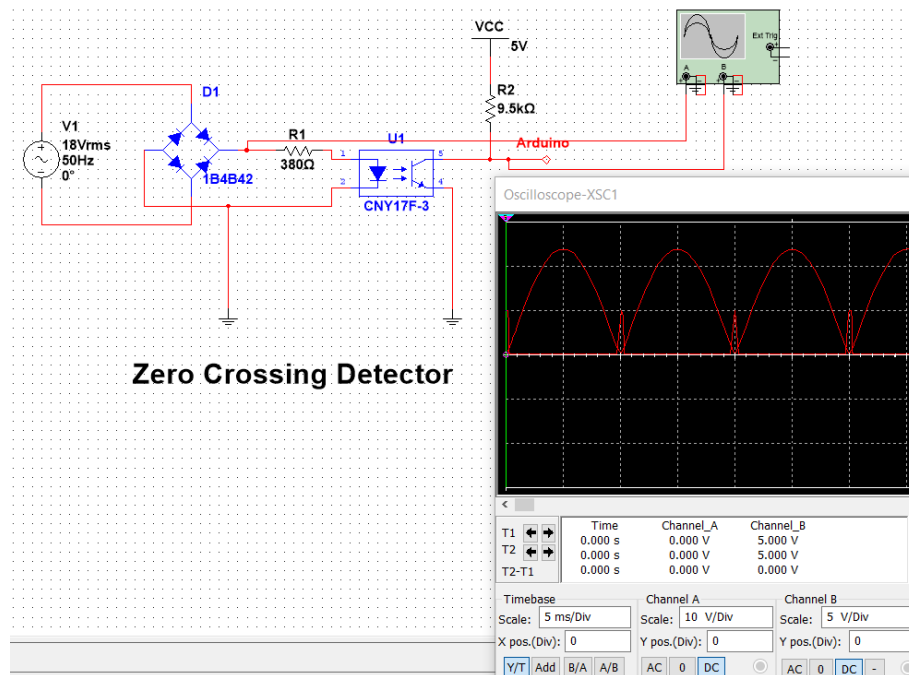 VCC
5V
Ext Trig
+
-
A
B
+ - + -
D1
R2
9.5kΩ
V1
18Vrms
50Hz
0°
1B4B42
R1
380Ω
U1
1
2
5
4
CNY17F-3
Arduino
Zero Crossing Detector
Oscilloscope-XSC1
<
Time Channel_A Channel_B
T1 0.000 s 0.000 V 5.000 V
T2 0.000 s 0.000 V 5.000 V
T2-T1 0.000 s 0.000 V 0.000 V
Timebase
Scale: 5 ms/Div
X pos.(Div): 0
Y/T Add B/A A/B
Channel A
Scale: 10 V/Div
Y pos.(Div): 0
AC 0 DC
Channel B
Scale: 5 V/Div
Y pos.(Div): 0
AC 0 DC -